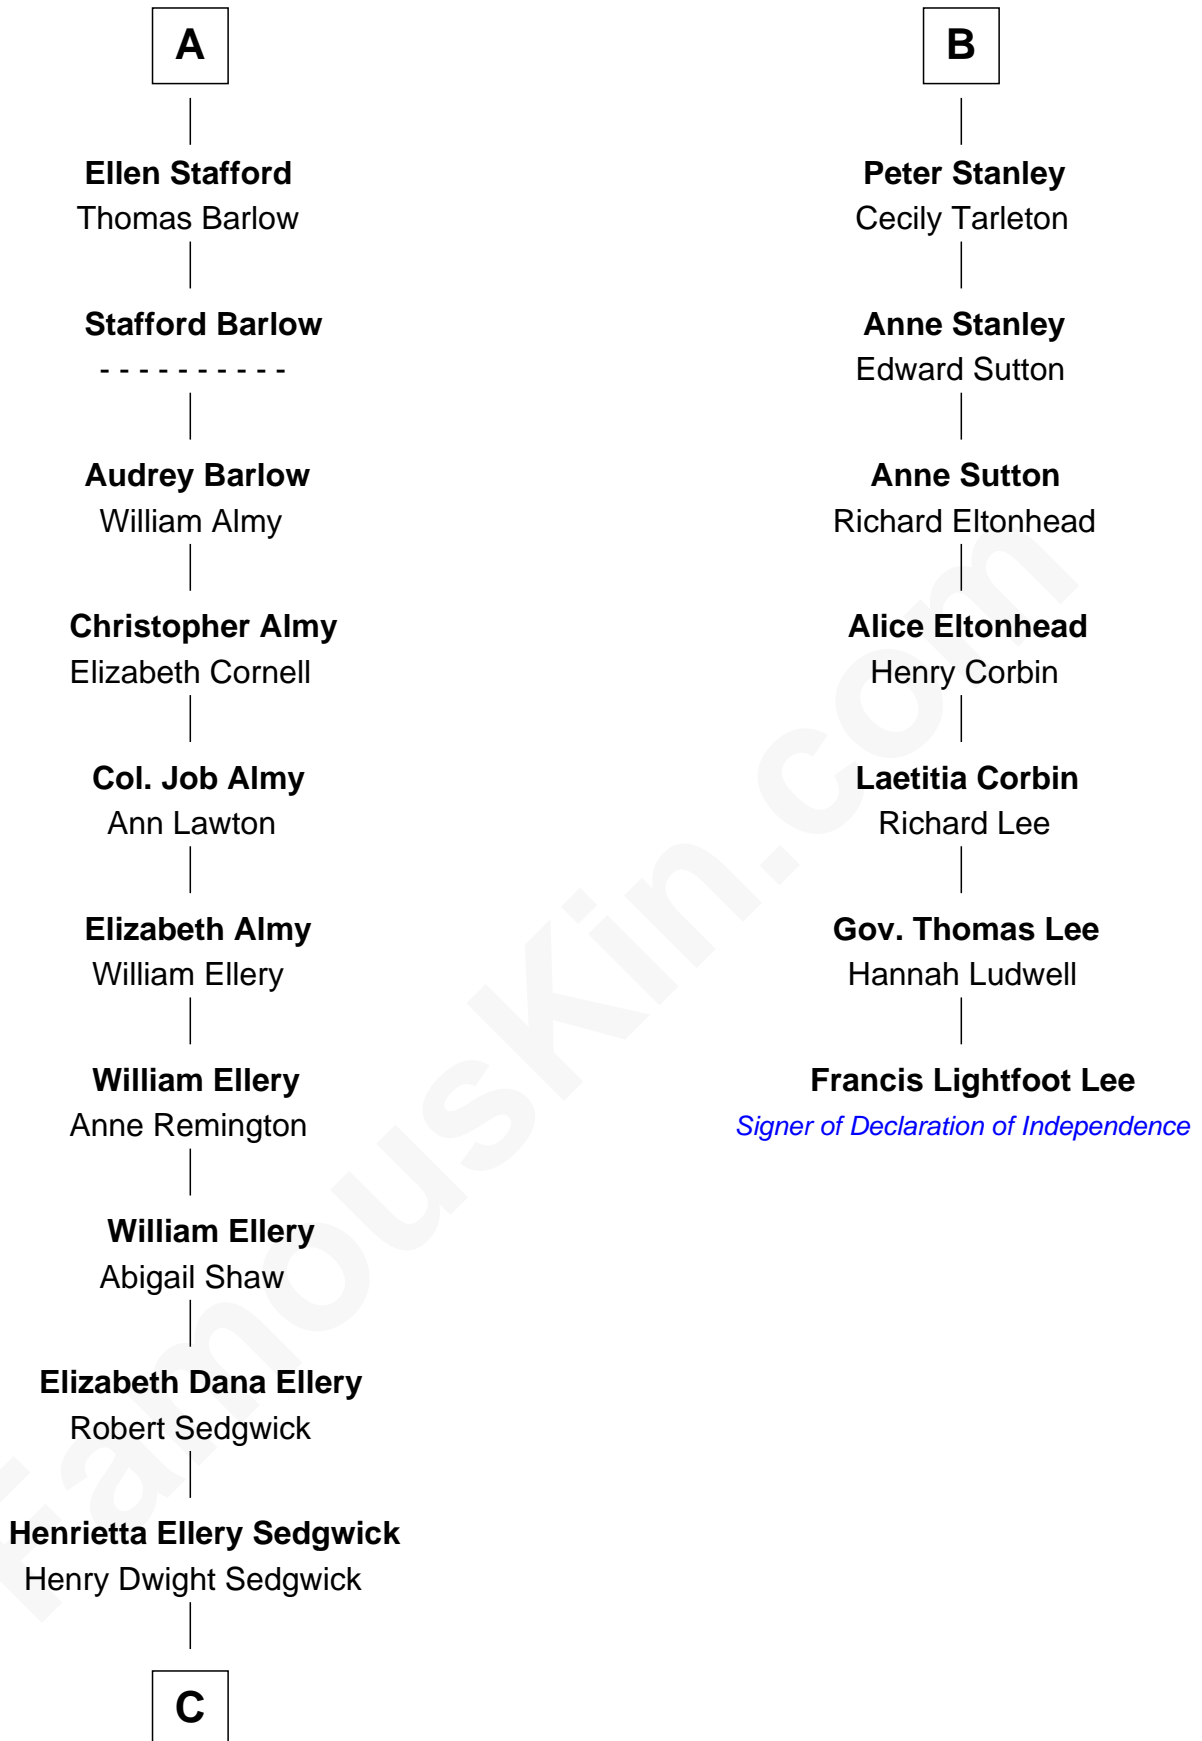 A
Ellen Stafford
Thomas Barlow
Stafford Barlow
- - - - - - - - - -
Audrey Barlow
William Almy
Christopher Almy
Elizabeth Cornell
Col. Job Almy
Ann Lawton
Elizabeth Almy
William Ellery
William Ellery
Anne Remington
William Ellery
Abigail Shaw
Elizabeth Dana Ellery
Robert Sedgwick
Henrietta Ellery Sedgwick
Henry Dwight Sedgwick
C
B
Peter Stanley
Cecily Tarleton
Anne Stanley
Edward Sutton
Anne Sutton
Richard Eltonhead
Alice Eltonhead
Henry Corbin
Laetitia Corbin
Richard Lee
Gov. Thomas Lee
Hannah Ludwell
Francis Lightfoot Lee
Signer of Declaration of Independence
FamousKin.com